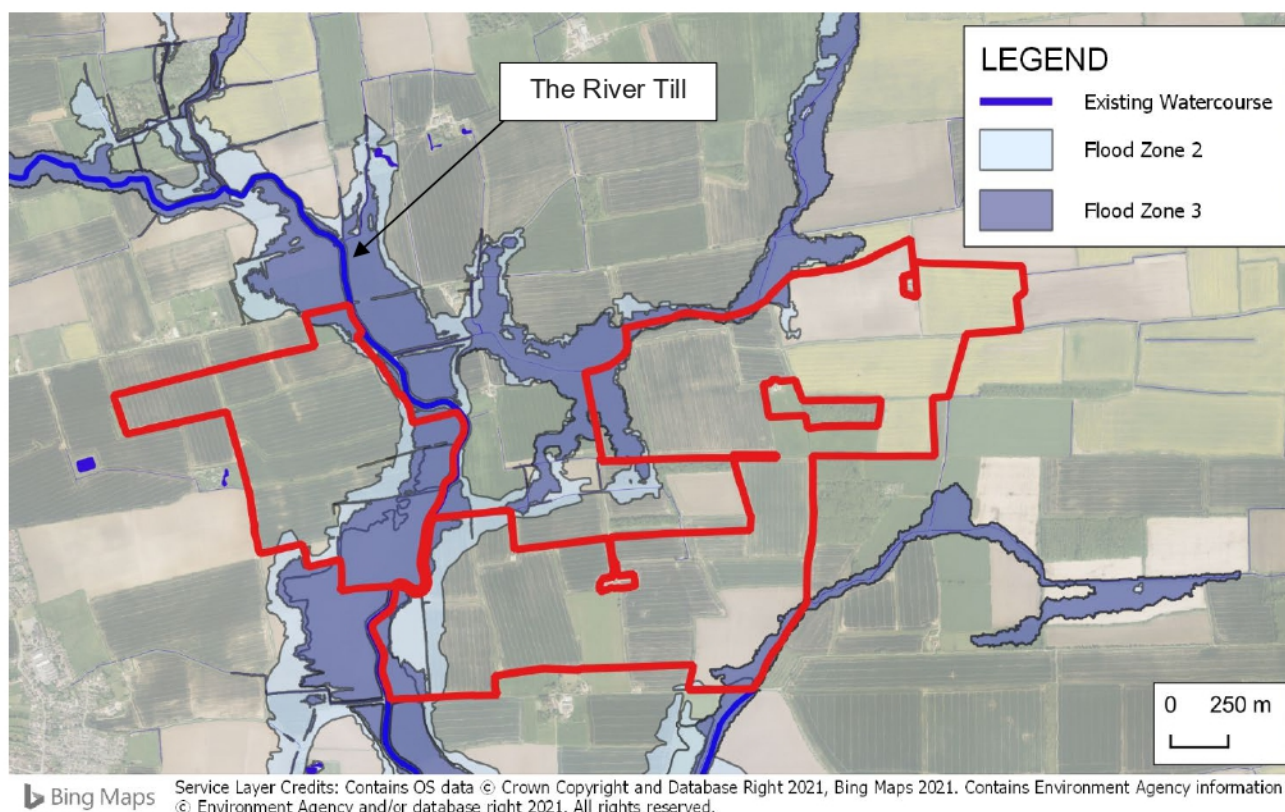 The River Till
LEGEND
Existing Watercourse
Flood Zone 2
Flood Zone 3
0 250 m
Bing Maps
Service Layer Credits: Contains OS data © Crown Copyright and Database Right 2021, Bing Maps 2021. Contains Environment Agency information
© Environment Agency and/or database right 2021. All rights reserved.